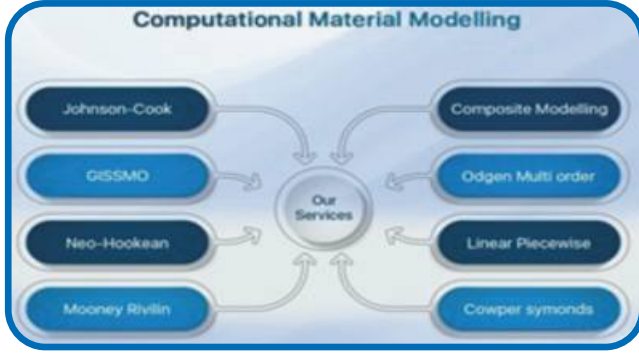 Computational Material Modelling
Johnson-Cook
GISSMO
Neo-Hookean
Mooney Rivilin
Our
Services
Composite Modelling
Odgen Multi order
Linear Piecewise
Cowper symonds